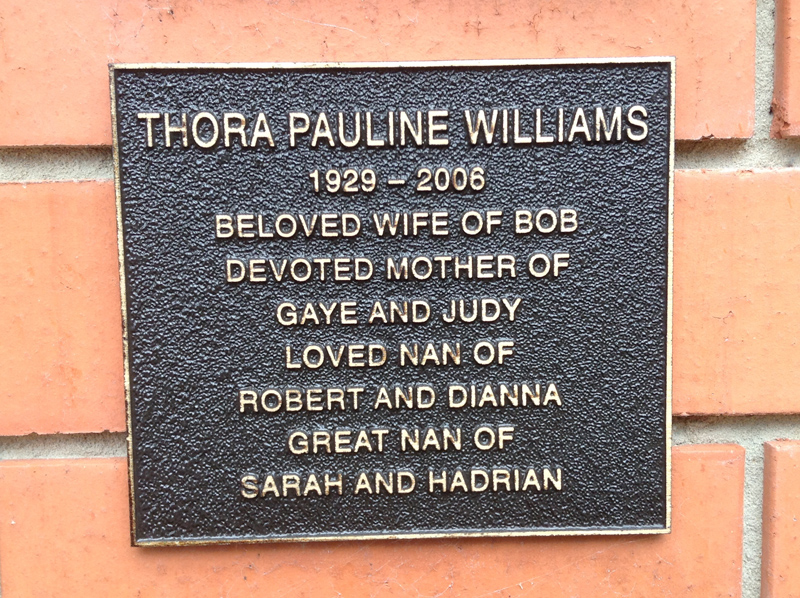 THORA PAULINE WILLIAMS
1929 – 2006
BELOVED WIFE OF BOB
DEVOTED MOTHER OF
GAYE AND JUDY
LOVED NAN OF
ROBERT AND DIANNA
GREAT NAN OF
SARAH AND HADRIAN